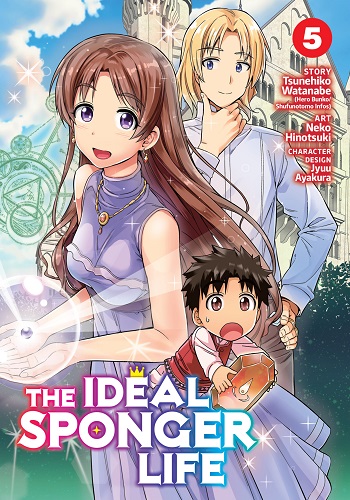 5
STORY
Tsunehiko
Watanabe
(Hero Bunko/
Shufunotomo Infos)
ART
Neko
Hinotsuki
CHARACTER
DESIGN
Jyuu
Ayakura
THE IDEAL
SPONGER
LIFE